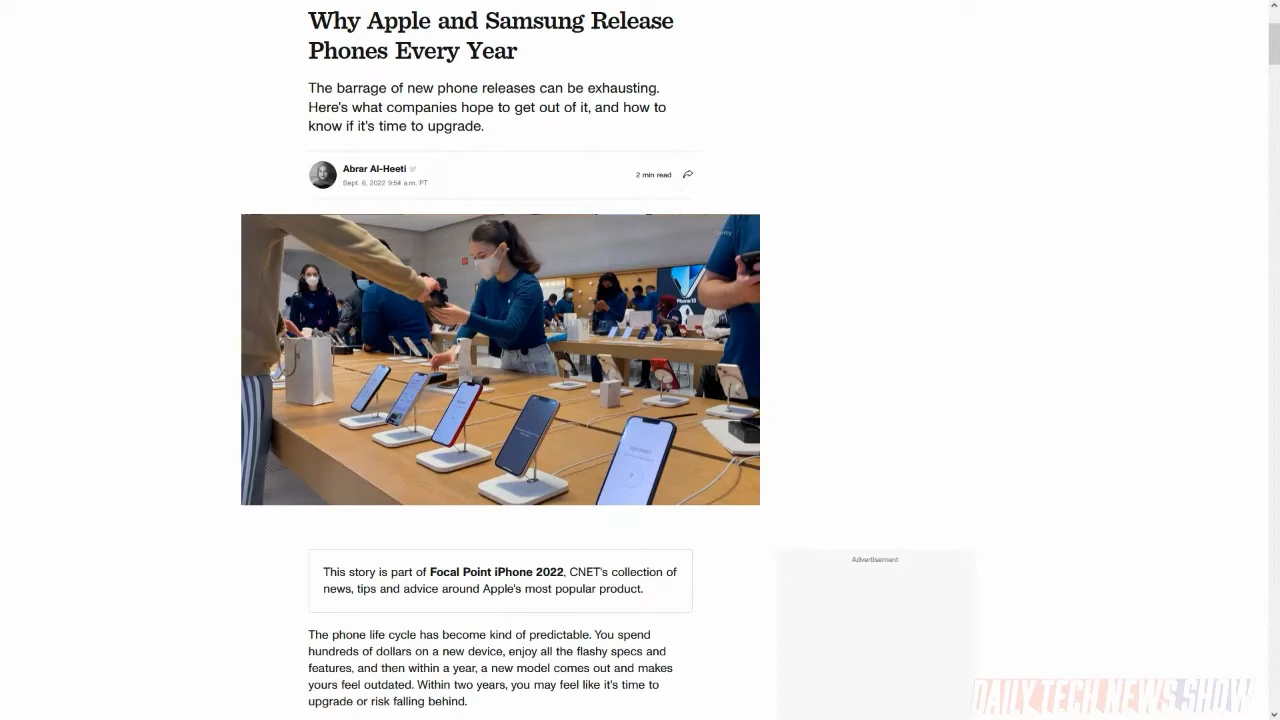 Why Apple and Samsung Release
Phones Every Year
The barrage of new phone releases can be exhausting.
Here's what companies hope to get out of it, and how to
know if it's time to upgrade.
Abrar Al-Heeti
Sept. 6, 2022 9:54 a.m. PT
2 min read
Getty
iPhone 13
This story is part of Focal Point iPhone 2022, CNET's collection of
news, tips and advice around Apple's most popular product.
Advertisement
The phone life cycle has become kind of predictable. You spend
hundreds of dollars on a new device, enjoy all the flashy specs and
features, and then within a year, a new model comes out and makes
yours feel outdated. Within two years, you may feel like it's time to
upgrade or risk falling behind.
DAILY TECH NEWS SHOW